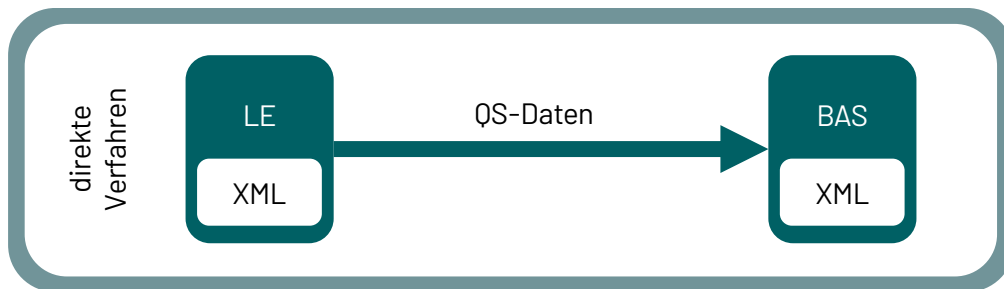 direkte
Verfahren
LE
XML
QS-Daten
BAS
XML